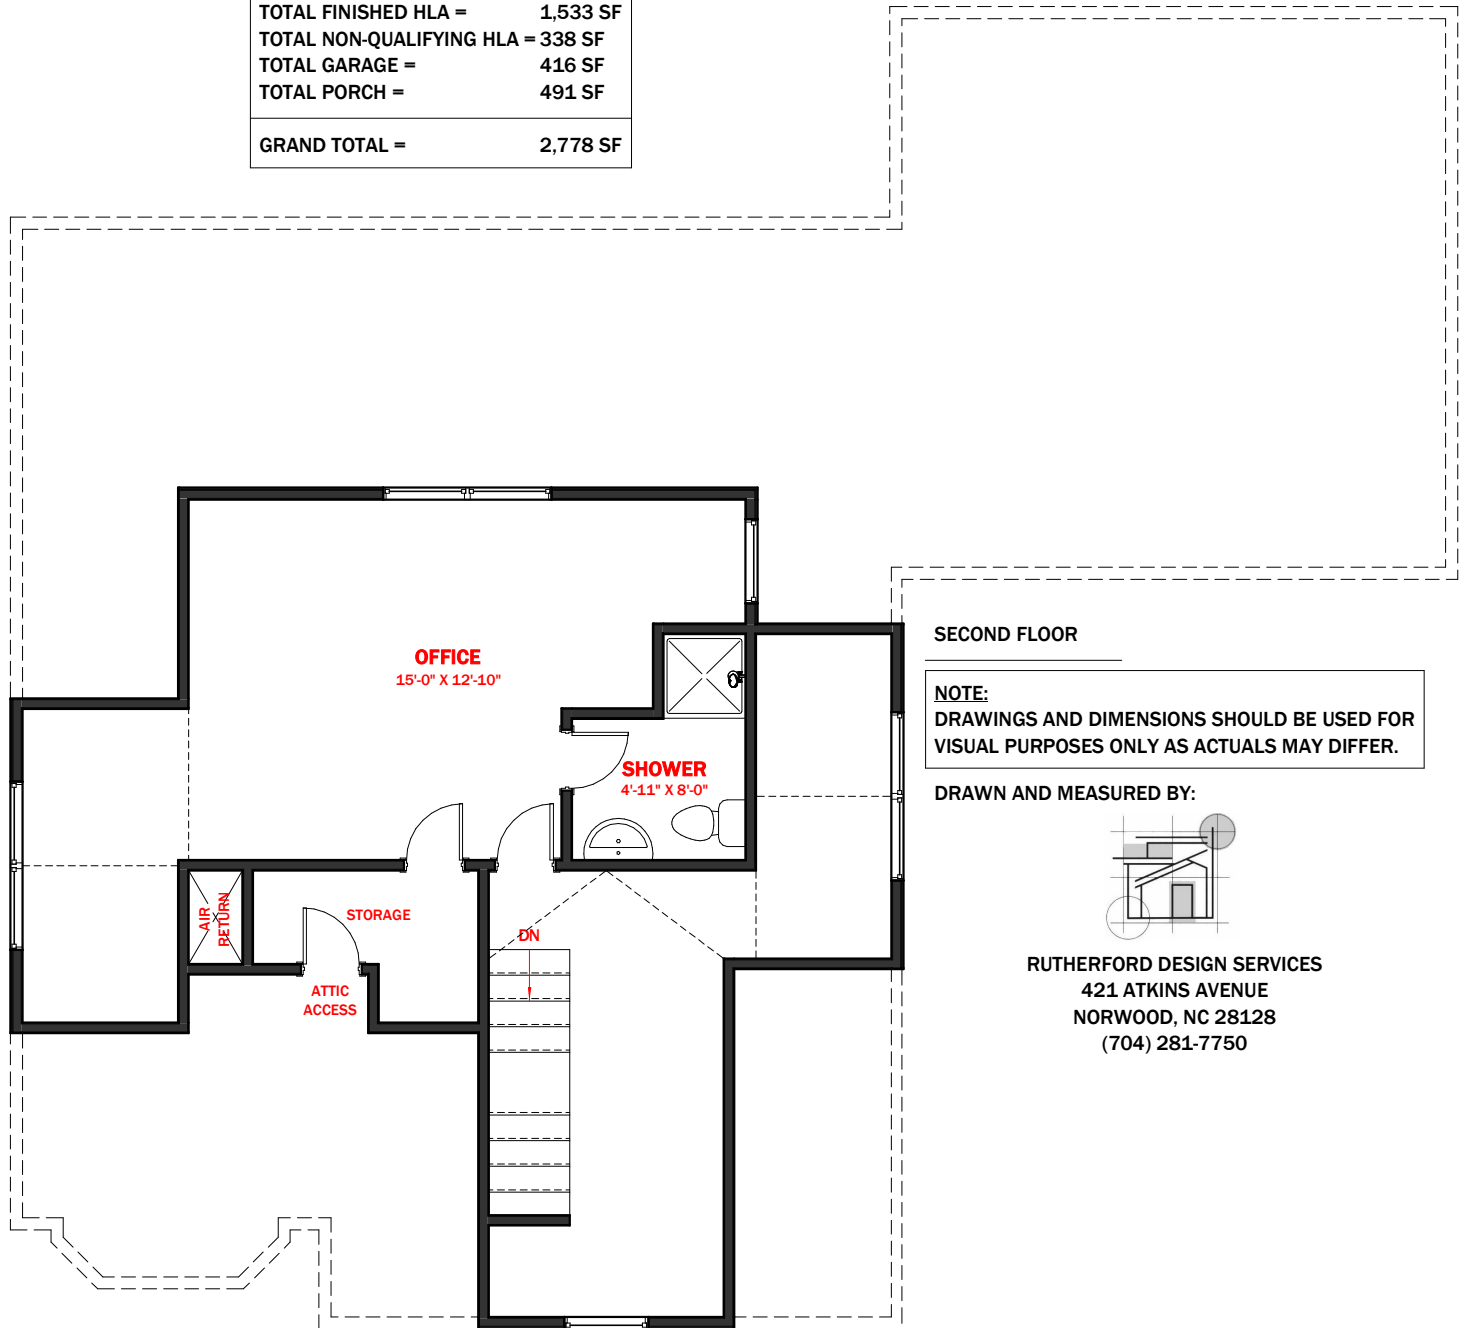 TOTAL FINISHED HLA = 1,533 SF
TOTAL NON-QUALIFYING HLA = 338 SF
TOTAL GARAGE = 416 SF
TOTAL PORCH = 491 SF
GRAND TOTAL = 2,778 SF
OFFICE
15'-0" X 12'-10"
SHOWER
4'-11" X 8'-0"
AIR
RETURN
STORAGE
ATTIC
ACCESS
DN
SECOND FLOOR
NOTE:
DRAWINGS AND DIMENSIONS SHOULD BE USED FOR
VISUAL PURPOSES ONLY AS ACTUALS MAY DIFFER.
DRAWN AND MEASURED BY:
RUTHERFORD DESIGN SERVICES
421 ATKINS AVENUE
NORWOOD, NC 28128
(704) 281-7750